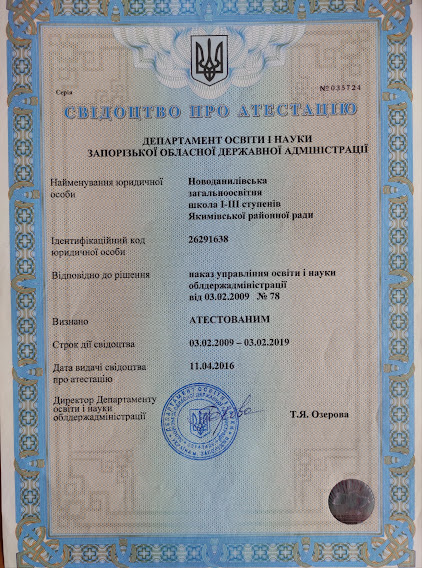 Серія
№ 035724
СВІДОЦТВО ПРО АТЕСТАЦІЮ
ДЕПАРТАМЕНТ ОСВІТИ І НАУКИ
ЗАПОРІЗЬКОЇ ОБЛАСНОЇ ДЕРЖАВНОЇ АДМІНІСТРАЦІЇ
Найменування юридичної
особи
Новоданилівська
загальноосвітня
школа І-ІІІ ступенів
Якимівської районної ради
Ідентифікаційний код
юридичної особи
26291638
Відповідно до рішення
наказ управління освіти і науки
облдержадміністрації
від 03.02.2009 № 78
Визнано
АТЕСТОВАНИМ
Строк дії свідоцтва
03.02.2009 – 03.02.2019
Дата видачі свідоцтва
про атестацію
11.04.2016
Директор Департаменту
освіти і науки
облдержадміністрації
Т.Я. Озерова